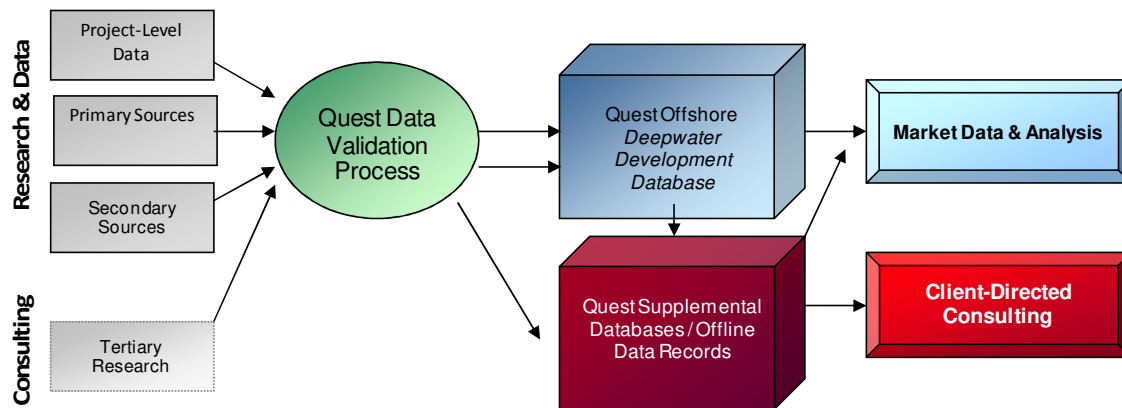 Research & Data
Project-Level
Data
Primary Sources
Secondary
Sources
Consulting
Tertiary
Research
Quest Data
Validation
Process
Quest Offshore
Deepwater
Development
Database
Quest Supplemental
Databases / Offline
Data Records
Market Data & Analysis
Client-Directed
Consulting